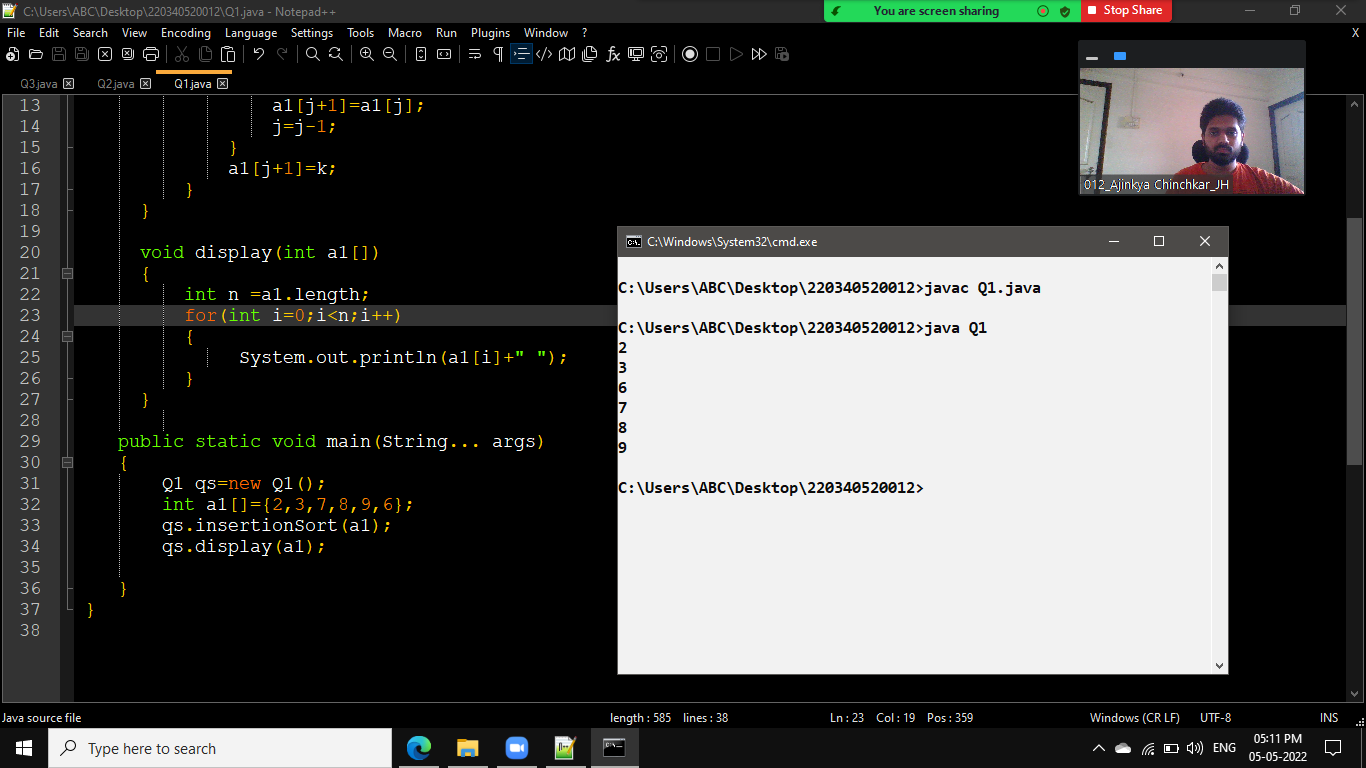 C:\Users\ABC\Desktop\220340520012\Q1.java - Notepad++
You are screen sharing
Stop Share
File Edit Search View Encoding Language Settings Tools Macro Run Plugins Window ? X
Q3.java Q2.java Q1.java
13 a1[j+1]=a1[j];
14 j=j-1;
15 }
16 a1[j+1]=k;
17 }
18 }
19
20 void display(int a1[])
21 {
22 int n =a1.length;
23 for(int i=0;i<n;i++)
24 {
25 System.out.println(a1[i]+" ");
26 }
27 }
28
29 public static void main(String... args)
30 {
31 Q1 qs=new Q1();
32 int a1[]={2,3,7,8,9,6};
33 qs.insertionSort(a1);
34 qs.display(a1);
35
36 }
37 }
38
012_Ajinkya Chinchkar_JH
C:\Windows\System32\cmd.exe
C:\Users\ABC\Desktop\220340520012>javac Q1.java
C:\Users\ABC\Desktop\220340520012>java Q1
2
3
6
7
8
9
C:\Users\ABC\Desktop\220340520012>
Java source file length : 585 lines : 38 Ln : 23 Col : 19 Pos : 359 Windows (CR LF) UTF-8 INS
Type here to search
ENG
05:11 PM
05-05-2022